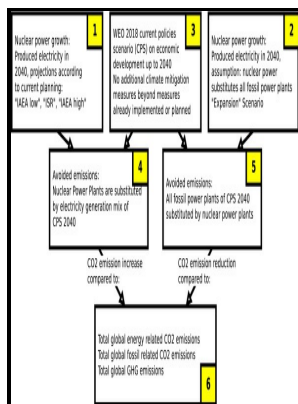 1
Nuclear power growth:
Produced electricity in
2040, projections according
to current planning:
"IAEA low", "ISR", "IAEA high"
3
WEO 2018 current policies
scenario (CPS) on economic
development up to 2040
No additional climate mitigation
measures beyond measures
already implemented or planned
2
Nuclear power growth:
Produced electricity in 2040,
assumption: nuclear power
substitutes all fossil power plants
"Expansion" Scenario
Avoided emissions:
Nuclear Power Plants are substituted
by electricity generation mix of
CPS 2040
4
Avoided emissions:
All fossil power plants of CPS 2040
substituted by nuclear power plants
5
CO2 emission increase
compared to:
CO2 emission reduction
compared to:
Total global energy related CO2 emissions
Total global fossil related CO2 emissions
Total global GHG emissions
6